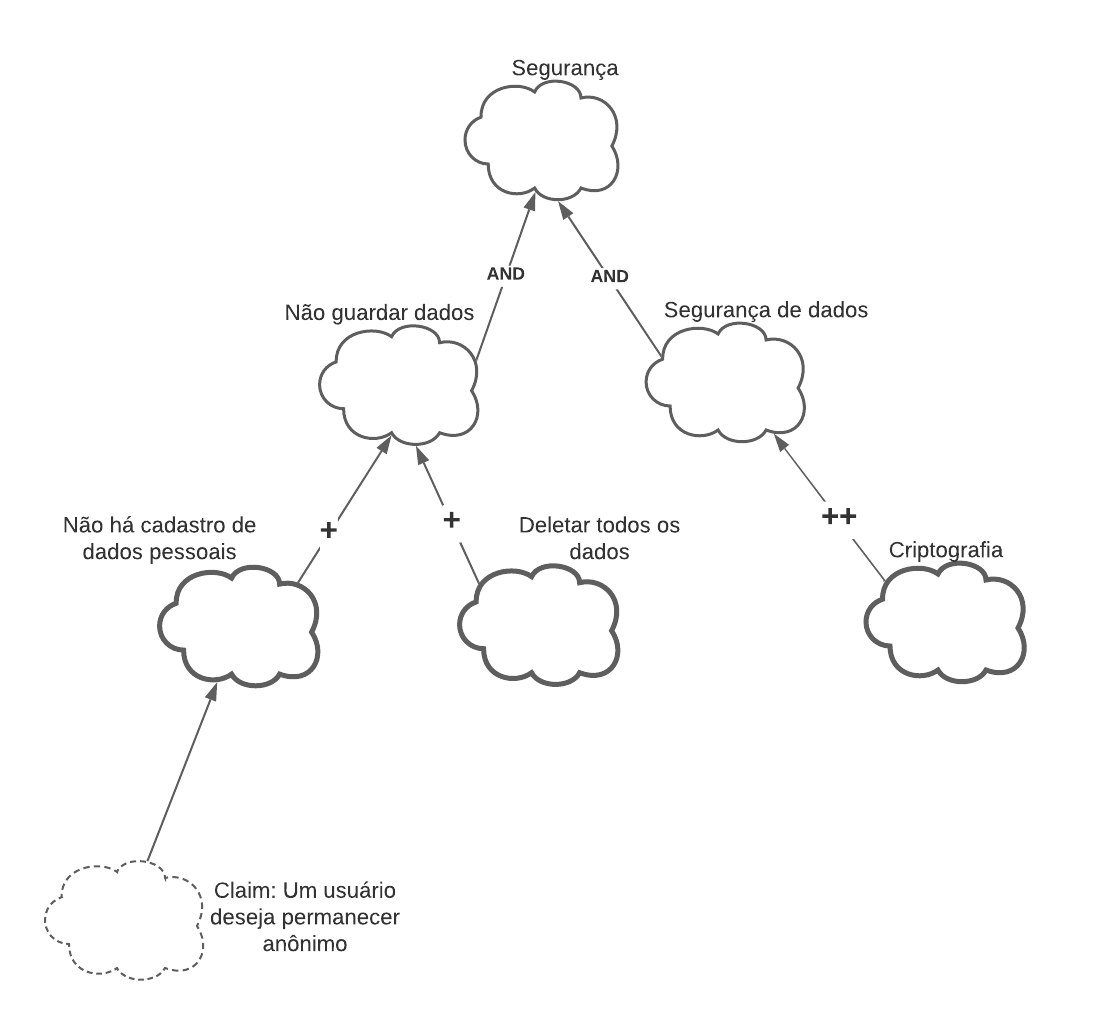 Segurança
AND
AND
Não guardar dados
Segurança de dados
+
+
++
Não há cadastro de
dados pessoais
Deletar todos os
dados
Criptografia
Claim: Um usuário
deseja permanecer
anônimo